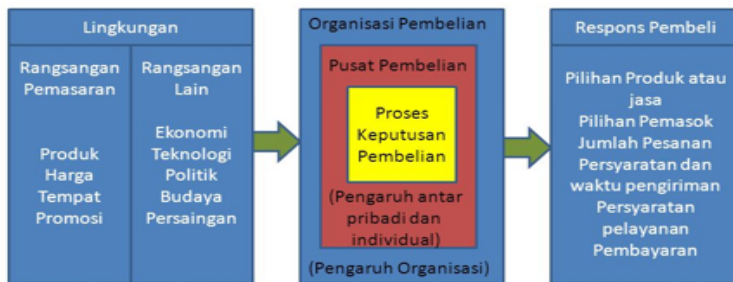 Lingkungan
Rangsangan
Pemasaran
Produk
Harga
Tempat
Promosi
Rangsangan
Lain
Ekonomi
Teknologi
Politik
Budaya
Persaingan
Organisasi Pembelian
Pusat Pembelian
Proses
Keputusan
Pembelian
(Pengaruh antar
pribadi dan
individual)
(Pengaruh Organisasi)
Respons Pembeli
Pilihan Produk atau
jasa
Pilihan Pemasok
Jumlah Pesanan
Persyaratan dan
waktu pengiriman
Persyaratan
pelayanan
Pembayaran